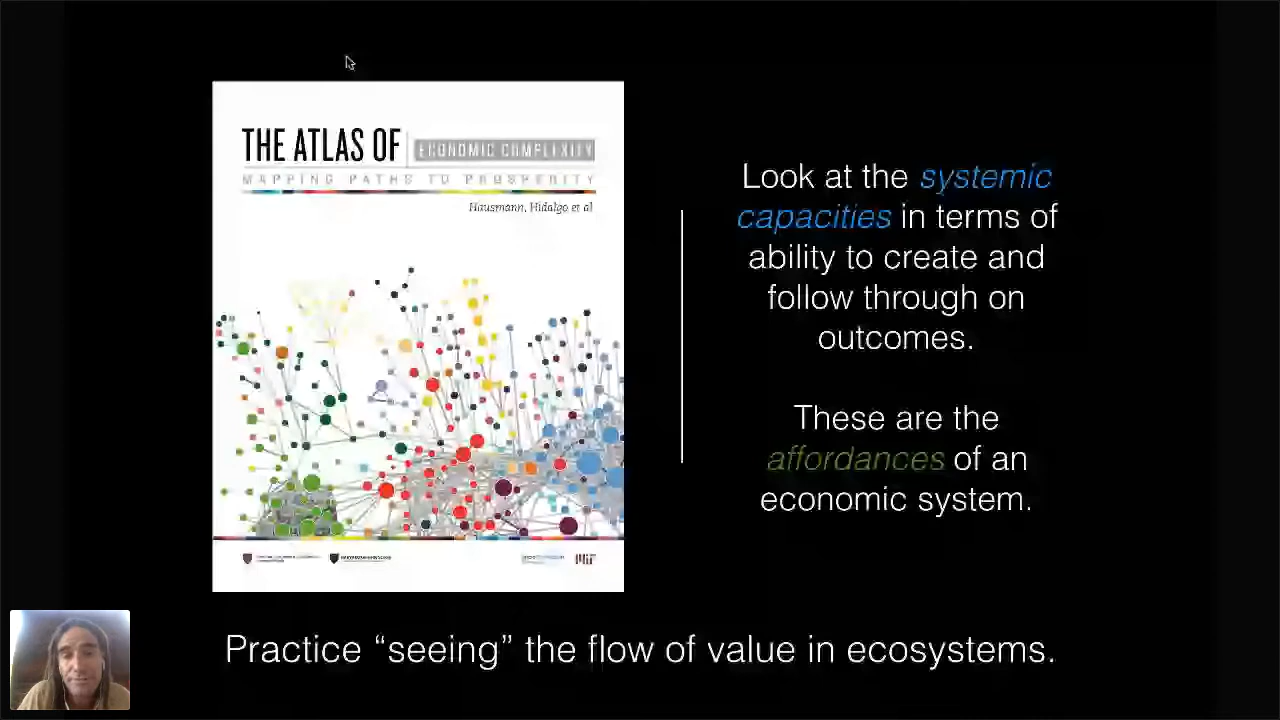 THE ATLAS OF ECONOMIC COMPLEXITY
MAPPING PATHS TO PROSPERITY
Hausmann, Hidalgo et al
Look at the systemic
capacities in terms of
ability to create and
follow through on
outcomes.
These are the
affordances of an
economic system.
MIT
Practice “seeing” the flow of value in ecosystems.